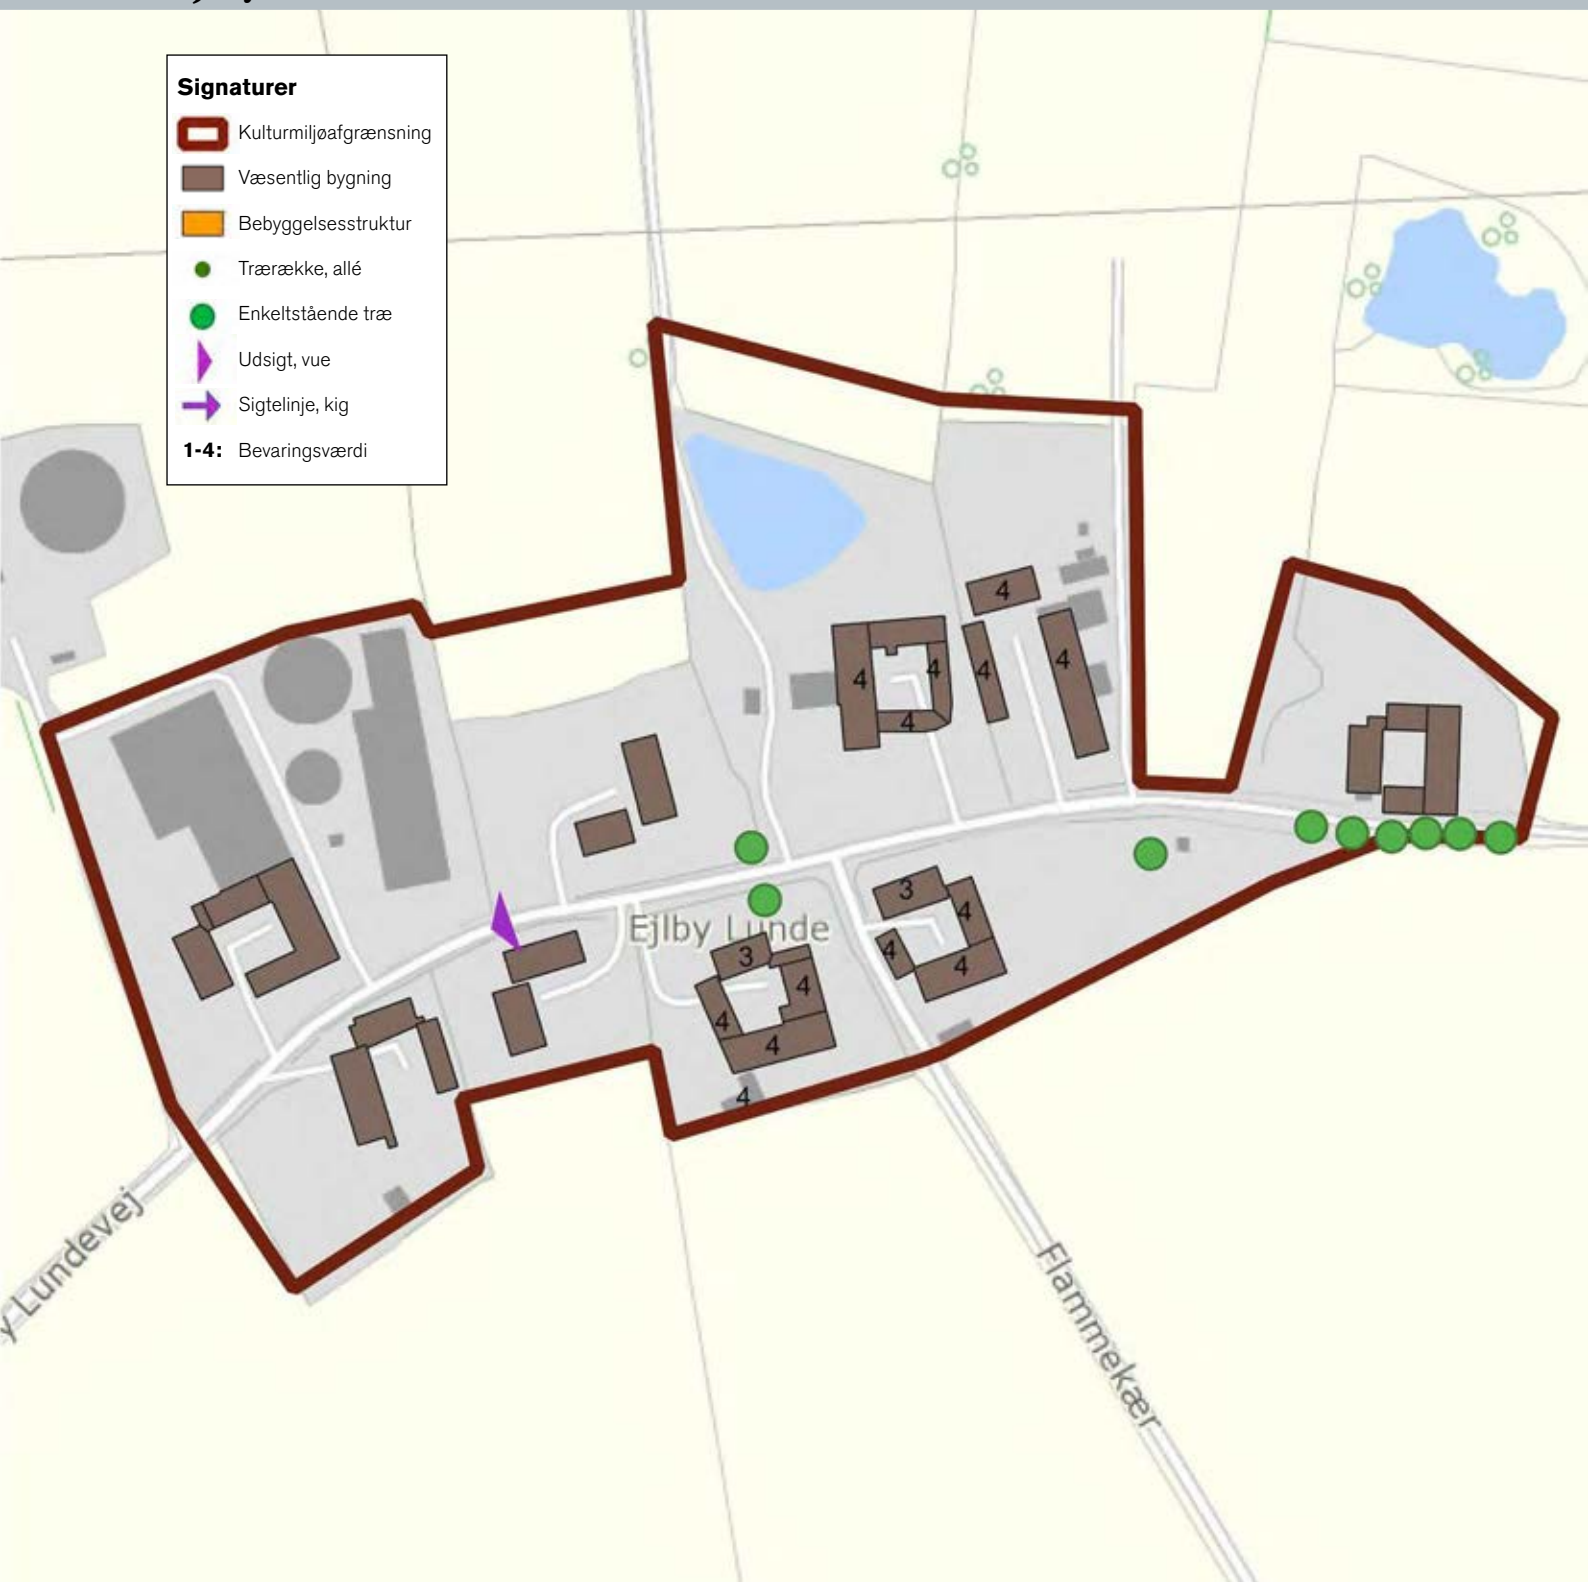 Signaturer
Kulturmiljøafgrænsning
Væsentlig bygning
Bebyggelsesstruktur
Trærække, allé
Enkeltstående træ
Udsigt, vue
Sigtelinje, kig
1-4: Bevaringsværdi
4
4
4
4
4
4
3
4
4
4
Ejlby Lunde
3
4
4
4
4
y Lundevej
Flammekær